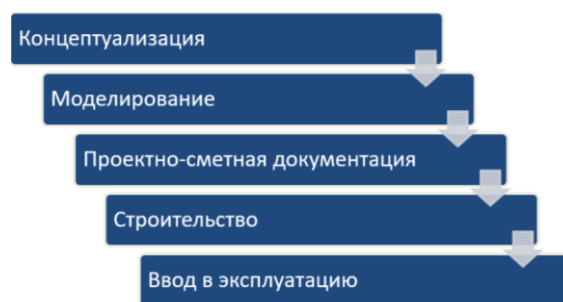 Концептуализация
Моделирование
Проектно-сметная документация
Строительство
Ввод в эксплуатацию